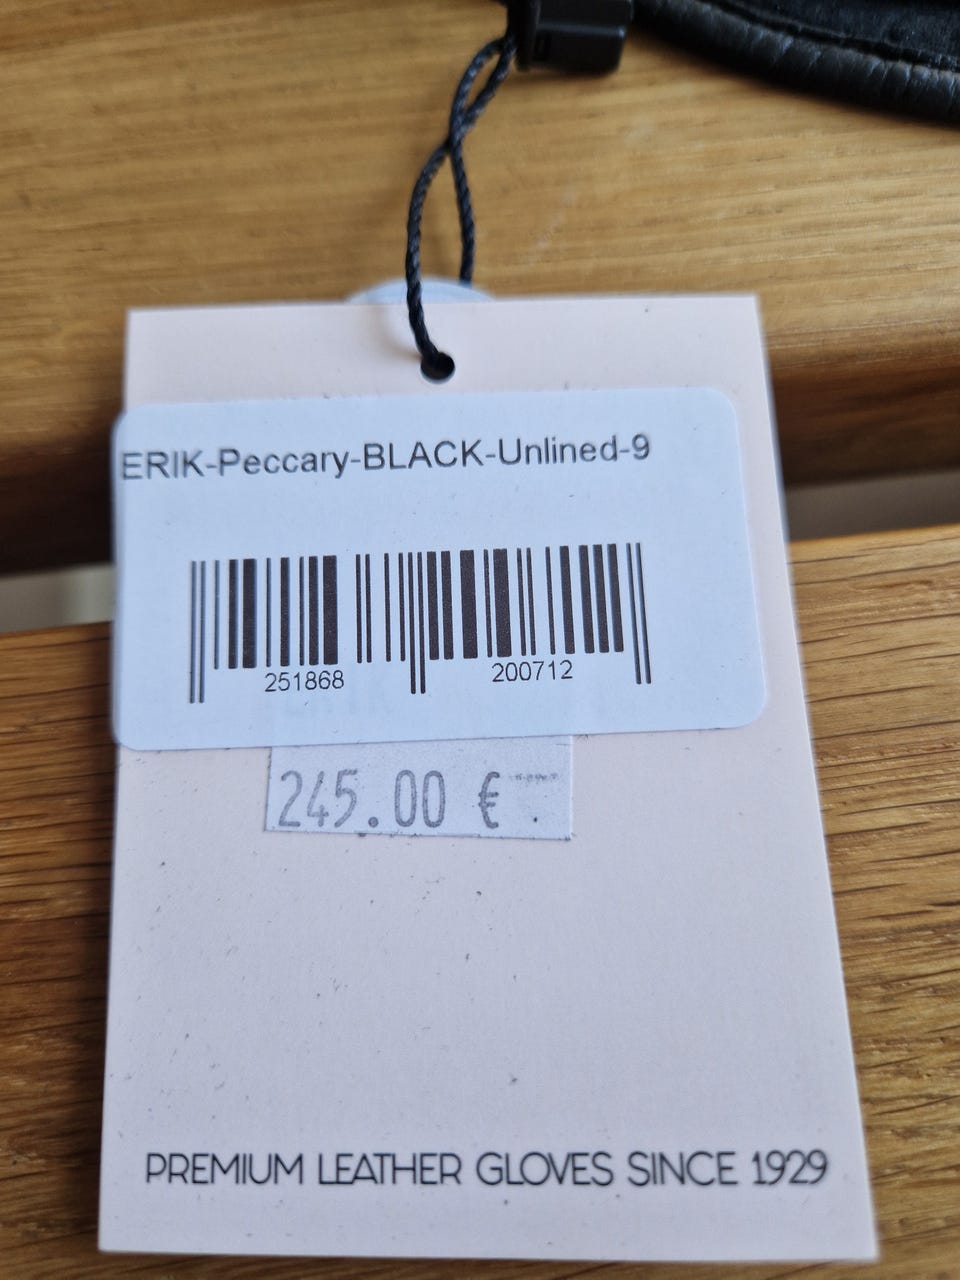 ERIK-Peccary-BLACK-Unlined-9
251868 200712
245.00 €
PREMIUM LEATHER GLOVES SINCE 1929